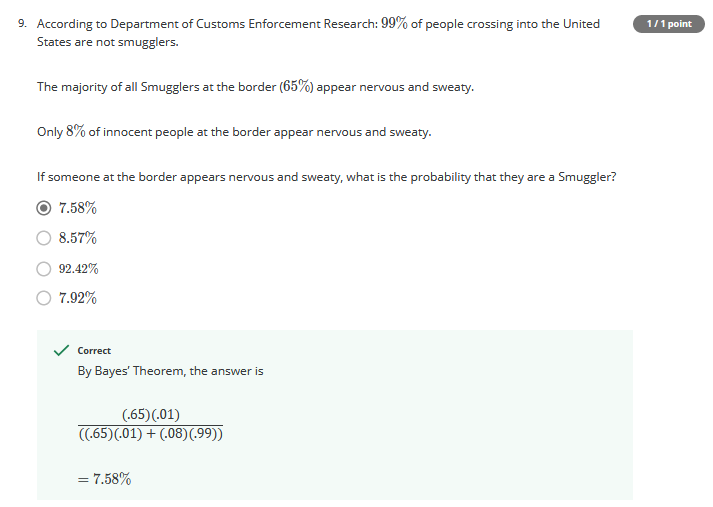 9. According to Department of Customs Enforcement Research: 99% of people crossing into the United
1 / 1 point
States are not smugglers.
The majority of all Smugglers at the border (65%) appear nervous and sweaty.
Only 8% of innocent people at the border appear nervous and sweaty.
If someone at the border appears nervous and sweaty, what is the probability that they are a Smuggler?
7.58%
8.57%
92.42%
7.92%
Correct
By Bayes' Theorem, the answer is
(.65)(.01)
((.65)(.01) + (.08)(.99))
= 7.58%